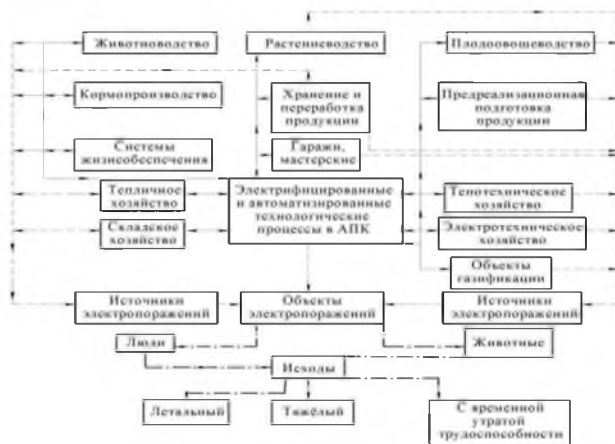 Животноводство
Растениеводство
Плодоовощеводство
Кормопроизводство
Хранение и
переработка
продукции
Предреализационная
подготовка
продукции
Системы
жизнеобеспечения
Гаражи,
мастерские
Тепличное
хозяйство
Электрифицированные
и автоматизированные
технологические
процессы в АПК
Тепотехническое
хозяйство
Складское
хозяйство
Электротехническое
хозяйство
Объекты
газификации
Источники
электропоражений
Объекты
электропоражений
Источники
электропоражений
Люди
Животные
Исходы
Летальный
Тяжёлый
С временной
утратой
трудоспособности